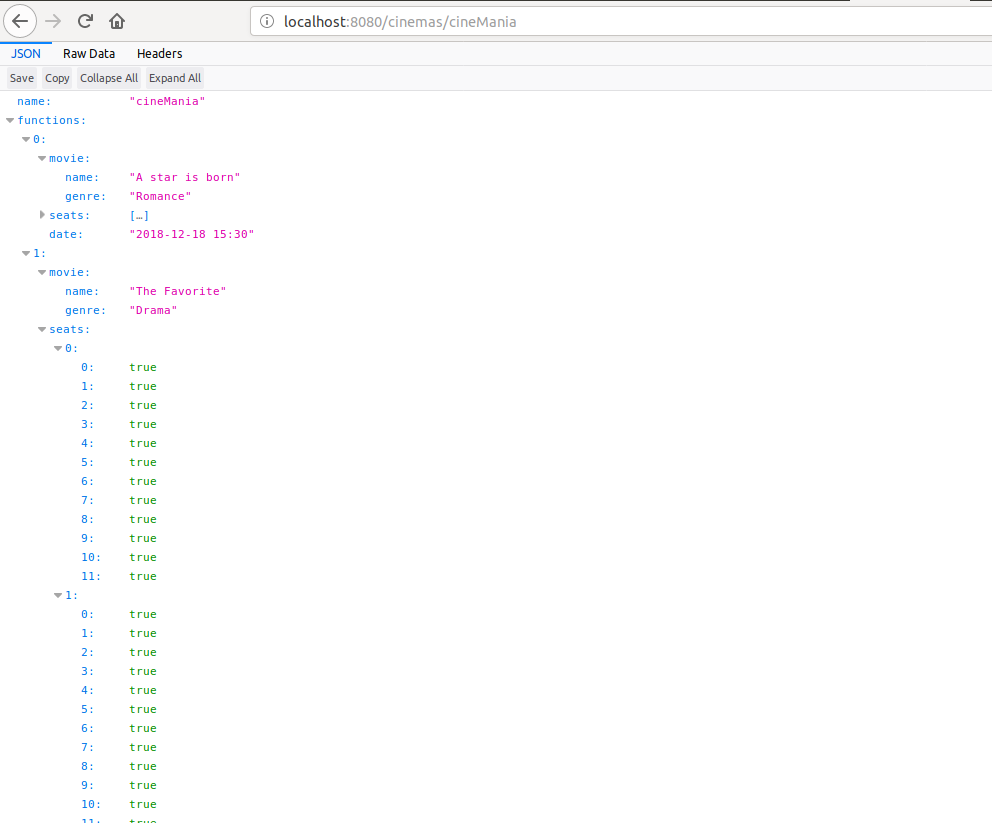 localhost:8080/cinemas/cineMania
JSON Raw Data Headers
Save Copy Collapse All Expand All
name: "cineMania"
functions:
0:
movie:
name: "A star is born"
genre: "Romance"
seats: […]
date: "2018-12-18 15:30"
1:
movie:
name: "The Favorite"
genre: "Drama"
seats:
0:
0: true
1: true
2: true
3: true
4: true
5: true
6: true
7: true
8: true
9: true
10: true
11: true
1:
0: true
1: true
2: true
3: true
4: true
5: true
6: true
7: true
8: true
9: true
10: true
11: true